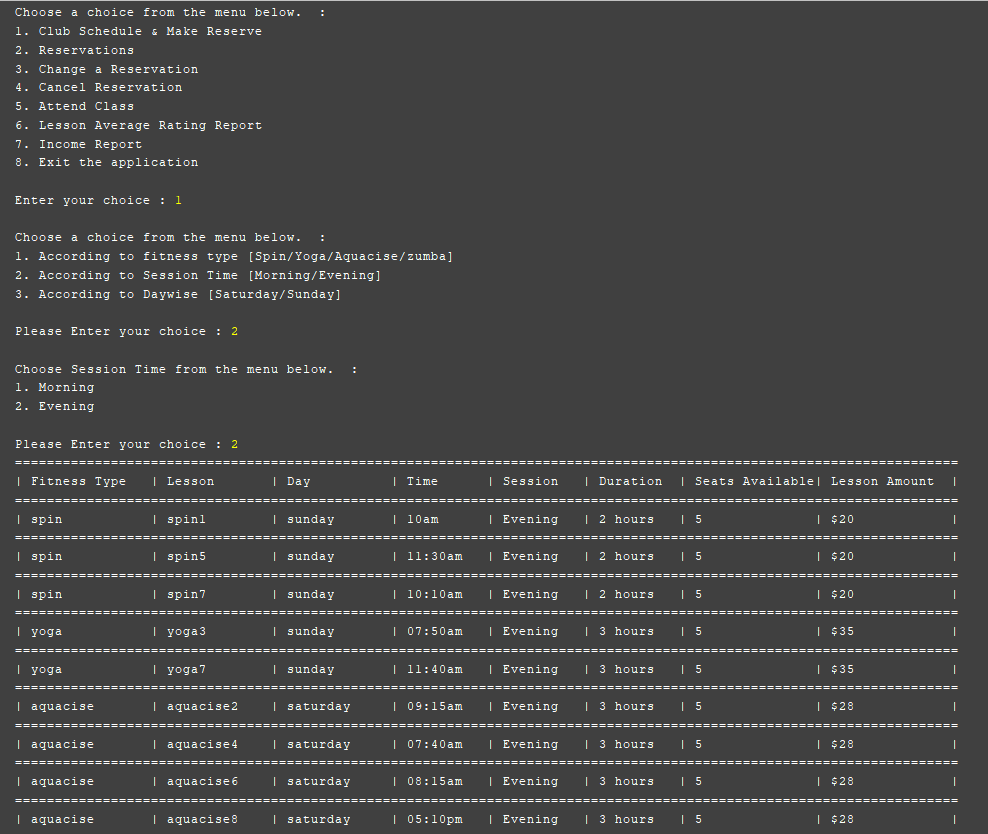 Choose a choice from the menu below.  :
1. Club Schedule & Make Reserve
2. Reservations
3. Change a Reservation
4. Cancel Reservation
5. Attend Class
6. Lesson Average Rating Report
7. Income Report
8. Exit the application
Enter your choice : 1
Choose a choice from the menu below.  :
1. According to fitness type [Spin/Yoga/Aquacise/zumba]
2. According to Session Time [Morning/Evening]
3. According to Daywise [Saturday/Sunday]
Please Enter your choice : 2
Choose Session Time from the menu below.  :
1. Morning
2. Evening
Please Enter your choice : 2
======================================================================================================================
| Fitness Type   | Lesson       | Day          | Time      | Session   | Duration  | Seats Available| Lesson Amount  |
======================================================================================================================
| spin           | spin1        | sunday       | 10am      | Evening   | 2 hours   | 5              | $20            |
======================================================================================================================
| spin           | spin5        | sunday       | 11:30am   | Evening   | 2 hours   | 5              | $20            |
======================================================================================================================
| spin           | spin7        | sunday       | 10:10am   | Evening   | 2 hours   | 5              | $20            |
======================================================================================================================
| yoga           | yoga3        | sunday       | 07:50am   | Evening   | 3 hours   | 5              | $35            |
======================================================================================================================
| yoga           | yoga7        | sunday       | 11:40am   | Evening   | 3 hours   | 5              | $35            |
======================================================================================================================
| aquacise       | aquacise2    | saturday     | 09:15am   | Evening   | 3 hours   | 5              | $28            |
======================================================================================================================
| aquacise       | aquacise4    | saturday     | 07:40am   | Evening   | 3 hours   | 5              | $28            |
======================================================================================================================
| aquacise       | aquacise6    | saturday     | 08:15am   | Evening   | 3 hours   | 5              | $28            |
======================================================================================================================
| aquacise       | aquacise8    | saturday     | 05:10pm   | Evening   | 3 hours   | 5              | $28            |